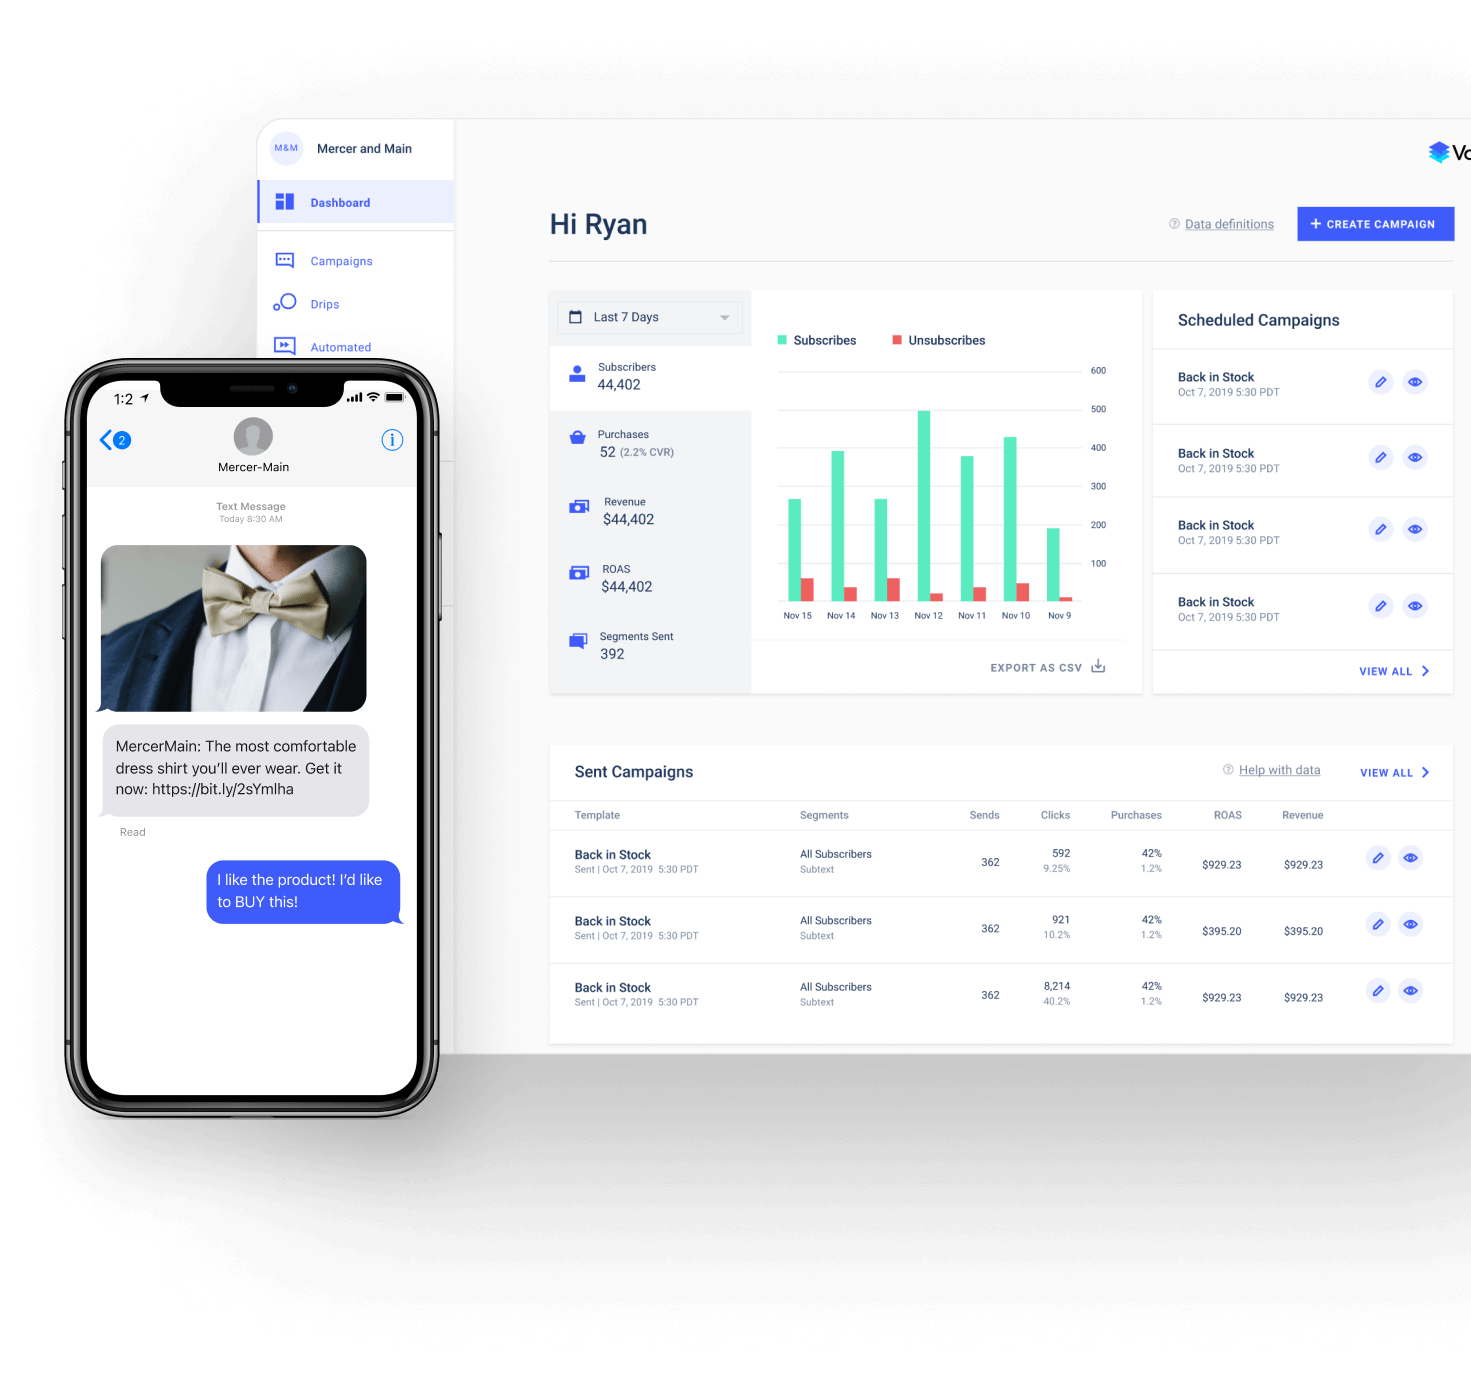 M&M
Mercer and Main
Dashboard
Campaigns
Drips
Automated
Hi Ryan
Data definitions
+ CREATE CAMPAIGN
Last 7 Days
Subscribers
44,402
Purchases
52 (2.2% CVR)
Revenue
$44,402
ROAS
$44,402
Segments Sent
392
Subscribes Unsubscribes
600
500
400
300
200
100
Nov 15 Nov 14 Nov 13 Nov 12 Nov 11 Nov 10 Nov 9
EXPORT AS CSV
Scheduled Campaigns
Back in Stock
Oct 7, 2019 5:30 PDT
Back in Stock
Oct 7, 2019 5:30 PDT
Back in Stock
Oct 7, 2019 5:30 PDT
Back in Stock
Oct 7, 2019 5:30 PDT
VIEW ALL
Sent Campaigns
Help with data
VIEW ALL
Template Segments Sends Clicks Purchases ROAS Revenue
Back in Stock All Subscribers 362 592 42% $929.23 $929.23
Sent | Oct 7, 2019 5:30 PDT Subtext 9.25% 1.2%
Back in Stock All Subscribers 362 921 42% $395.20 $395.20
Sent | Oct 7, 2019 5:30 PDT Subtext 10.2% 1.2%
Back in Stock All Subscribers 362 8,214 42% $929.23 $929.23
Sent | Oct 7, 2019 5:30 PDT Subtext 40.2% 1.2%
1:2
2
Mercer-Main
Text Message
Today 8:30 AM
MercerMain: The most comfortable
dress shirt you'll ever wear. Get it
now: https://bit.ly/2sYmlha
Read
I like the product! I'd like
to BUY this!